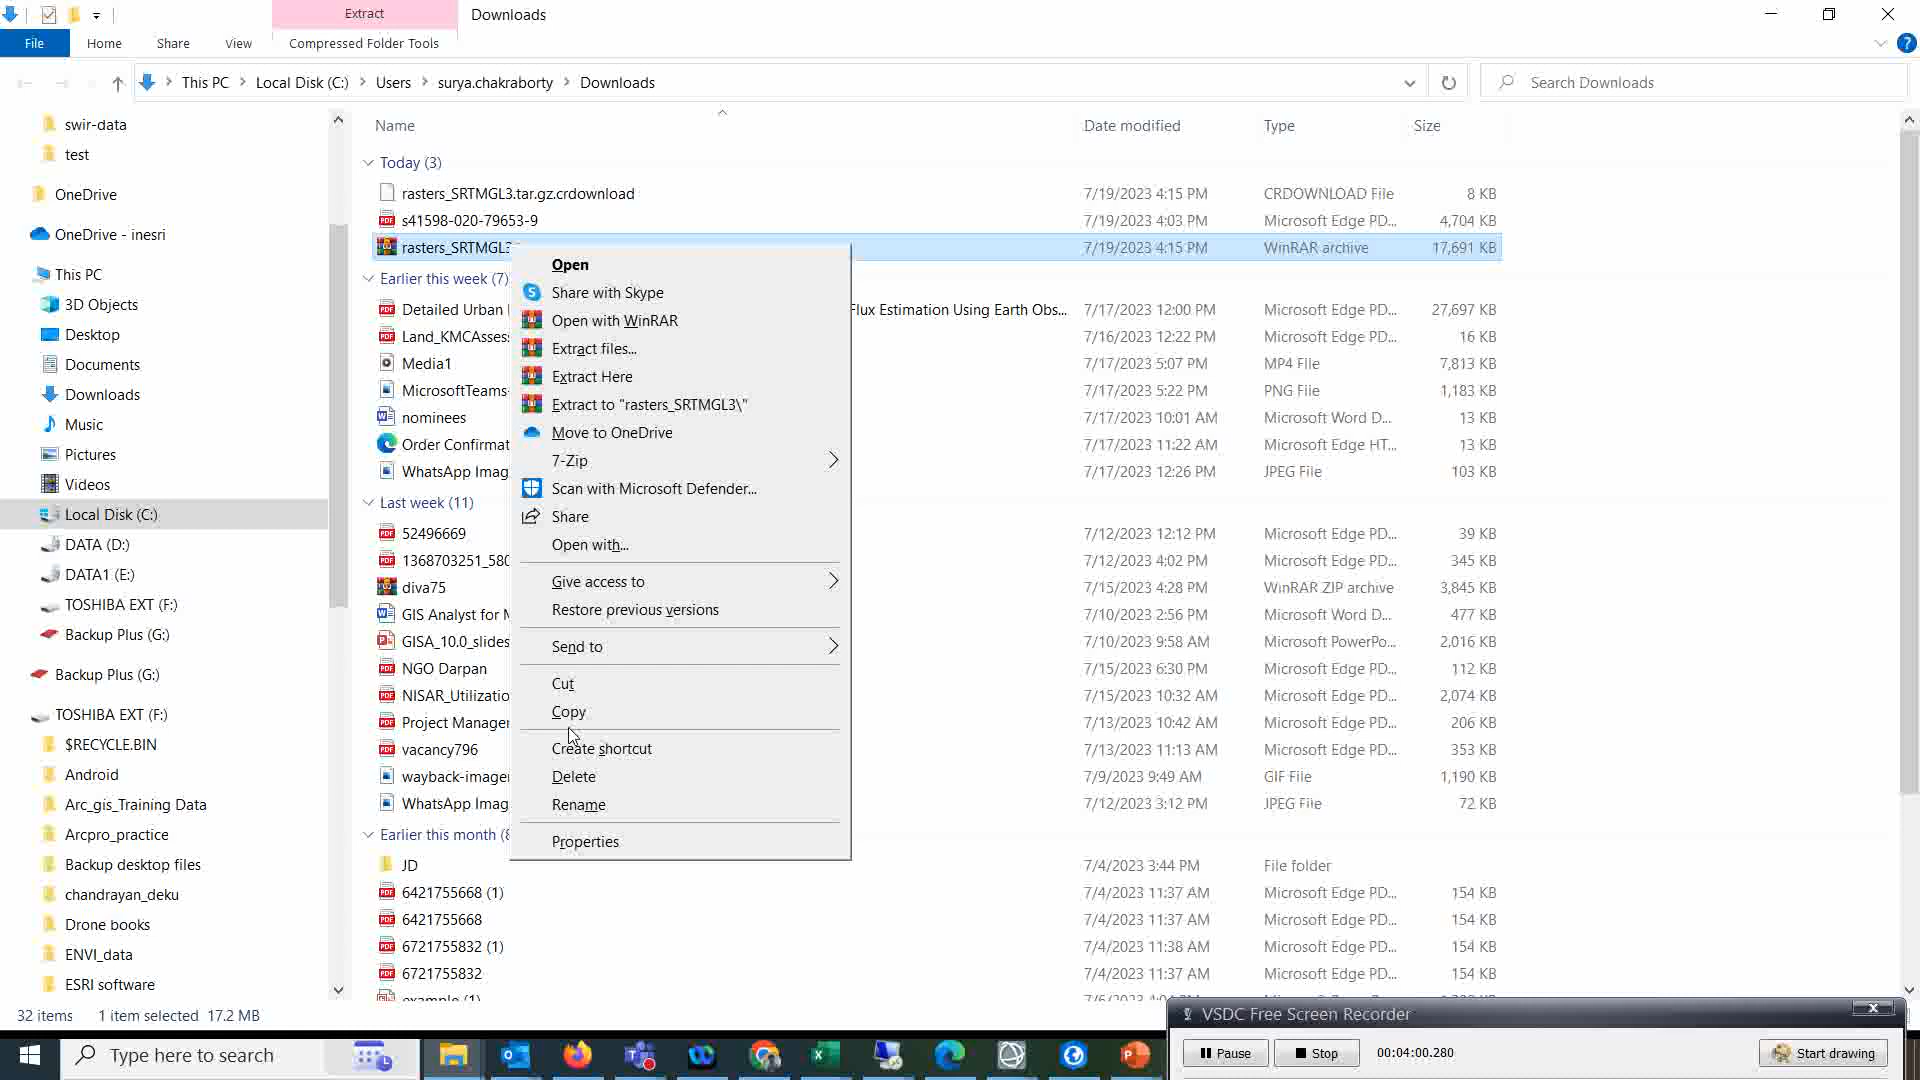 Extract
Downloads
File
Home
Share
View
Compressed Folder Tools
This PC
Local Disk (C:)
Users
surya.chakraborty
Downloads
Search Downloads
swir-data
test
OneDrive
OneDrive - inesri
This PC
3D Objects
Desktop
Documents
Downloads
Music
Pictures
Videos
Local Disk (C:)
DATA (D:)
DATA1 (E:)
TOSHIBA EXT (F:)
Backup Plus (G:)
Backup Plus (G:)
TOSHIBA EXT (F:)
$RECYCLE.BIN
Android
Arc_gis_Training Data
Arcpro_practice
Backup desktop files
chandrayan_deku
Drone books
ENVI_data
ESRI software
Name Date modified Type Size
Today (3)
rasters_SRTMGL3.tar.gz.crdownload 7/19/2023 4:15 PM CRDOWNLOAD File 8 KB
s41598-020-79653-9 7/19/2023 4:03 PM Microsoft Edge PD... 4,704 KB
rasters_SRTMGL3 7/19/2023 4:15 PM WinRAR archive 17,691 KB
Earlier this week (7)
Detailed Urban Flux Estimation Using Earth Obs... 7/17/2023 12:00 PM Microsoft Edge PD... 27,697 KB
Land_KMCAsses 7/16/2023 12:22 PM Microsoft Edge PD... 16 KB
Media1 7/17/2023 5:07 PM MP4 File 7,813 KB
MicrosoftTeams 7/17/2023 5:22 PM PNG File 1,183 KB
nominees 7/17/2023 10:01 AM Microsoft Word D... 13 KB
Order Confirmat 7/17/2023 11:22 AM Microsoft Edge HT... 13 KB
WhatsApp Imag 7/17/2023 12:26 PM JPEG File 103 KB
Last week (11)
52496669 7/12/2023 12:12 PM Microsoft Edge PD... 39 KB
1368703251_580 7/12/2023 4:02 PM Microsoft Edge PD... 345 KB
diva75 7/15/2023 4:28 PM WinRAR ZIP archive 3,845 KB
GIS Analyst for 7/10/2023 2:56 PM Microsoft Word D... 477 KB
GISA_10.0_slides 7/10/2023 9:58 AM Microsoft PowerPo... 2,016 KB
NGO Darpan 7/15/2023 6:30 PM Microsoft Edge PD... 112 KB
NISAR_Utilizatio 7/15/2023 10:32 AM Microsoft Edge PD... 2,074 KB
Project Manager 7/13/2023 10:42 AM Microsoft Edge PD... 206 KB
vacancy796 7/13/2023 11:13 AM Microsoft Edge PD... 353 KB
wayback-imager 7/9/2023 9:49 AM GIF File 1,190 KB
WhatsApp Imag 7/12/2023 3:12 PM JPEG File 72 KB
Earlier this month (8
JD 7/4/2023 3:44 PM File folder
6421755668 (1) 7/4/2023 11:37 AM Microsoft Edge PD... 154 KB
6421755668 7/4/2023 11:37 AM Microsoft Edge PD... 154 KB
6721755832 (1) 7/4/2023 11:38 AM Microsoft Edge PD... 154 KB
6721755832 7/4/2023 11:37 AM Microsoft Edge PD... 154 KB
example (1)
Open
Share with Skype
Open with WinRAR
Extract files...
Extract Here
Extract to "rasters_SRTMGL3\"
Move to OneDrive
7-Zip
Scan with Microsoft Defender...
Share
Open with...
Give access to
Restore previous versions
Send to
Cut
Copy
Create shortcut
Delete
Rename
Properties
32 items 1 item selected 17.2 MB
VSDC Free Screen Recorder
Pause
Stop
00:04:00.280
Start drawing
Type here to search